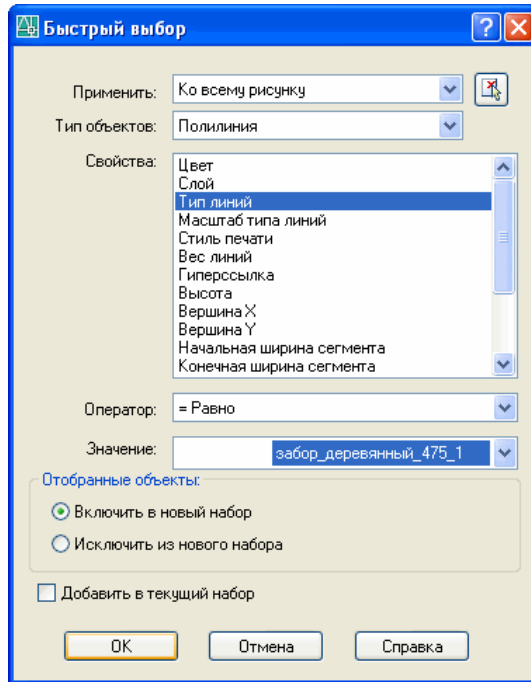 Быстрый выбор
Применить: Ко всему рисунку
Тип объектов: Полилиния
Свойства: Цвет
Слой
Тип линий
Масштаб типа линий
Стиль печати
Вес линий
Гиперссылка
Высота
Вершина X
Вершина Y
Начальная ширина сегмента
Конечная ширина сегмента
Оператор: = Равно
Значение: забор_деревянный_475_1
Отобранные объекты:
Включить в новый набор
Исключить из нового набора
Добавить в текущий набор
OK Отмена Справка